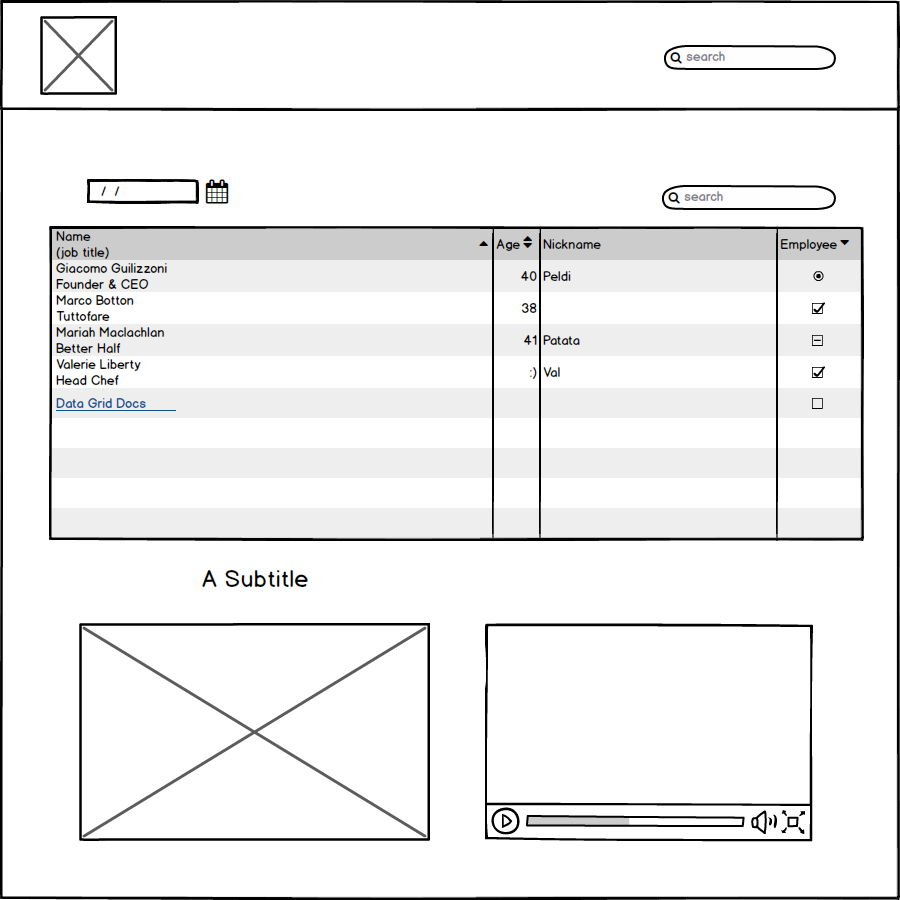 search
/ /
search
Name
(job title)
Age
Nickname
Employee
Giacomo Guilizzoni
Founder & CEO
40
Peldi
Marco Botton
Tuttofare
38
Mariah Maclachlan
Better Half
41
Patata
Valerie Liberty
Head Chef
:)
Val
Data Grid Docs
A Subtitle